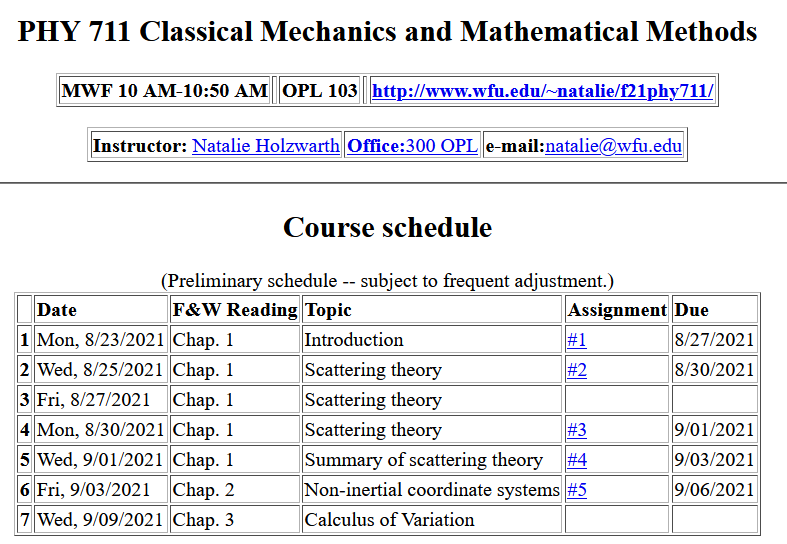 PHY 711 Classical Mechanics and Mathematical Methods
MWF 10 AM-10:50 AM OPL 103 http://www.wfu.edu/~natalie/f21phy711/
Instructor: Natalie Holzwarth Office:300 OPL e-mail:natalie@wfu.edu
Course schedule
(Preliminary schedule -- subject to frequent adjustment.)
Date F&W Reading Topic Assignment Due
1 Mon, 8/23/2021 Chap. 1 Introduction #1 8/27/2021
2 Wed, 8/25/2021 Chap. 1 Scattering theory #2 8/30/2021
3 Fri, 8/27/2021 Chap. 1 Scattering theory
4 Mon, 8/30/2021 Chap. 1 Scattering theory #3 9/01/2021
5 Wed, 9/01/2021 Chap. 1 Summary of scattering theory #4 9/03/2021
6 Fri, 9/03/2021 Chap. 2 Non-inertial coordinate systems #5 9/06/2021
7 Wed, 9/09/2021 Chap. 3 Calculus of Variation